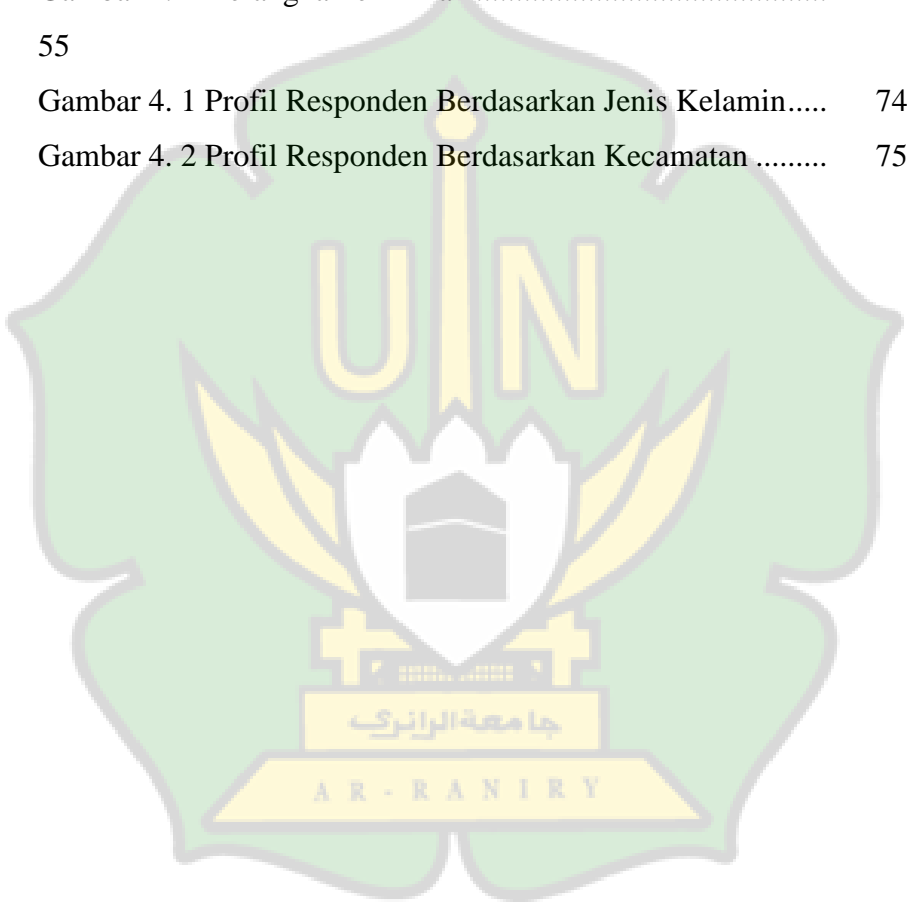 55
Gambar 4. 1 Profil Responden Berdasarkan Jenis Kelamin..... 74
Gambar 4. 2 Profil Responden Berdasarkan Kecamatan ......... 75
UIN
جامعة الرانري
AR-RANIRY